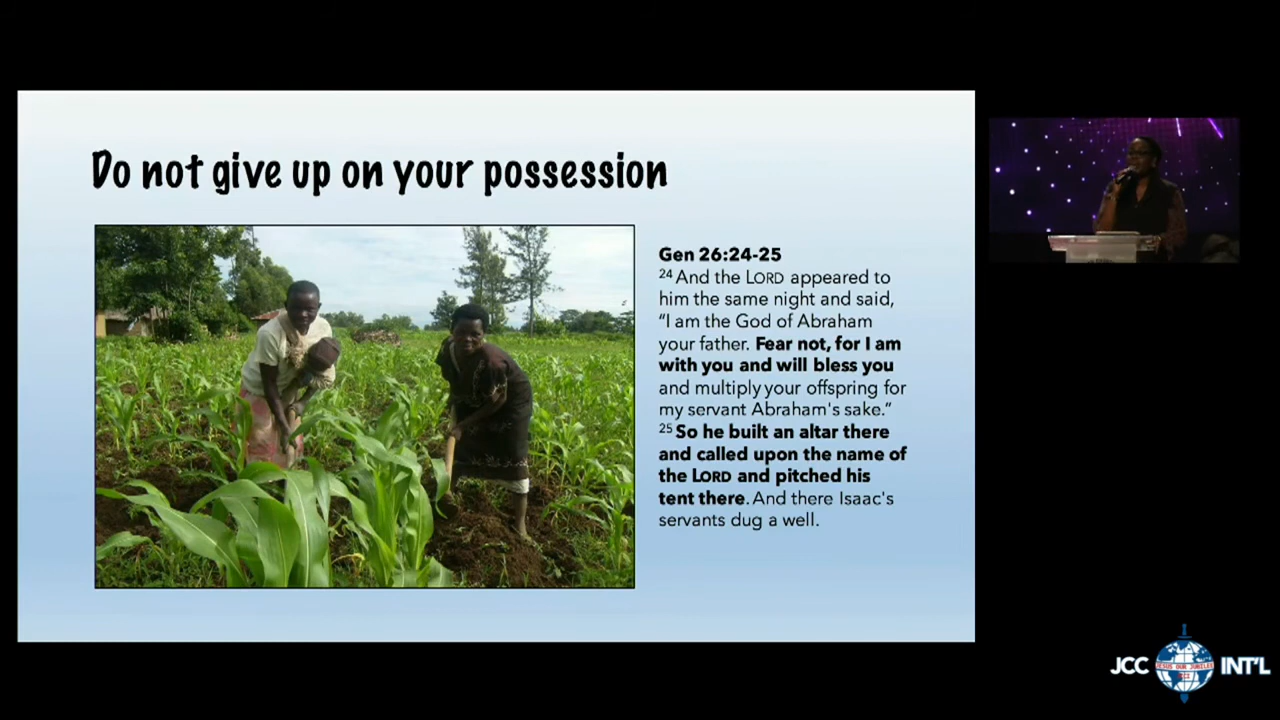 Do not give up on your possession
Gen 26:24-25
24 And the LORD appeared to
him the same night and said,
“I am the God of Abraham
your father. Fear not, for I am
with you and will bless you
and multiply your offspring for
my servant Abraham's sake.”
25 So he built an altar there
and called upon the name of
the LORD and pitched his
tent there. And there Isaac's
servants dug a well.
JCC INT'L
JESUS OUR JUBILEE